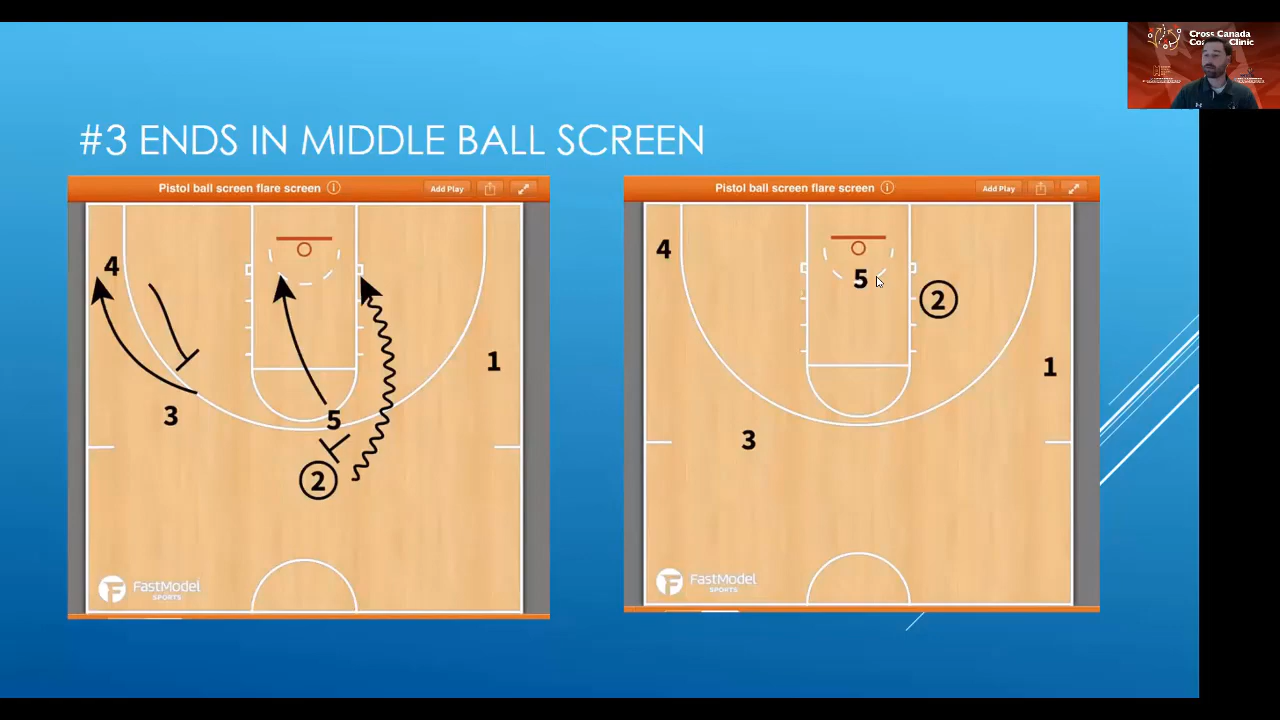 Cross Canada
Clinic
#3 ENDS IN MIDDLE BALL SCREEN
Pistol ball screen flare screen
Add Play
4
1
3
5
2
FastModel
SPORTS
Pistol ball screen flare screen
Add Play
4
5
2
1
3
FastModel
SPORTS